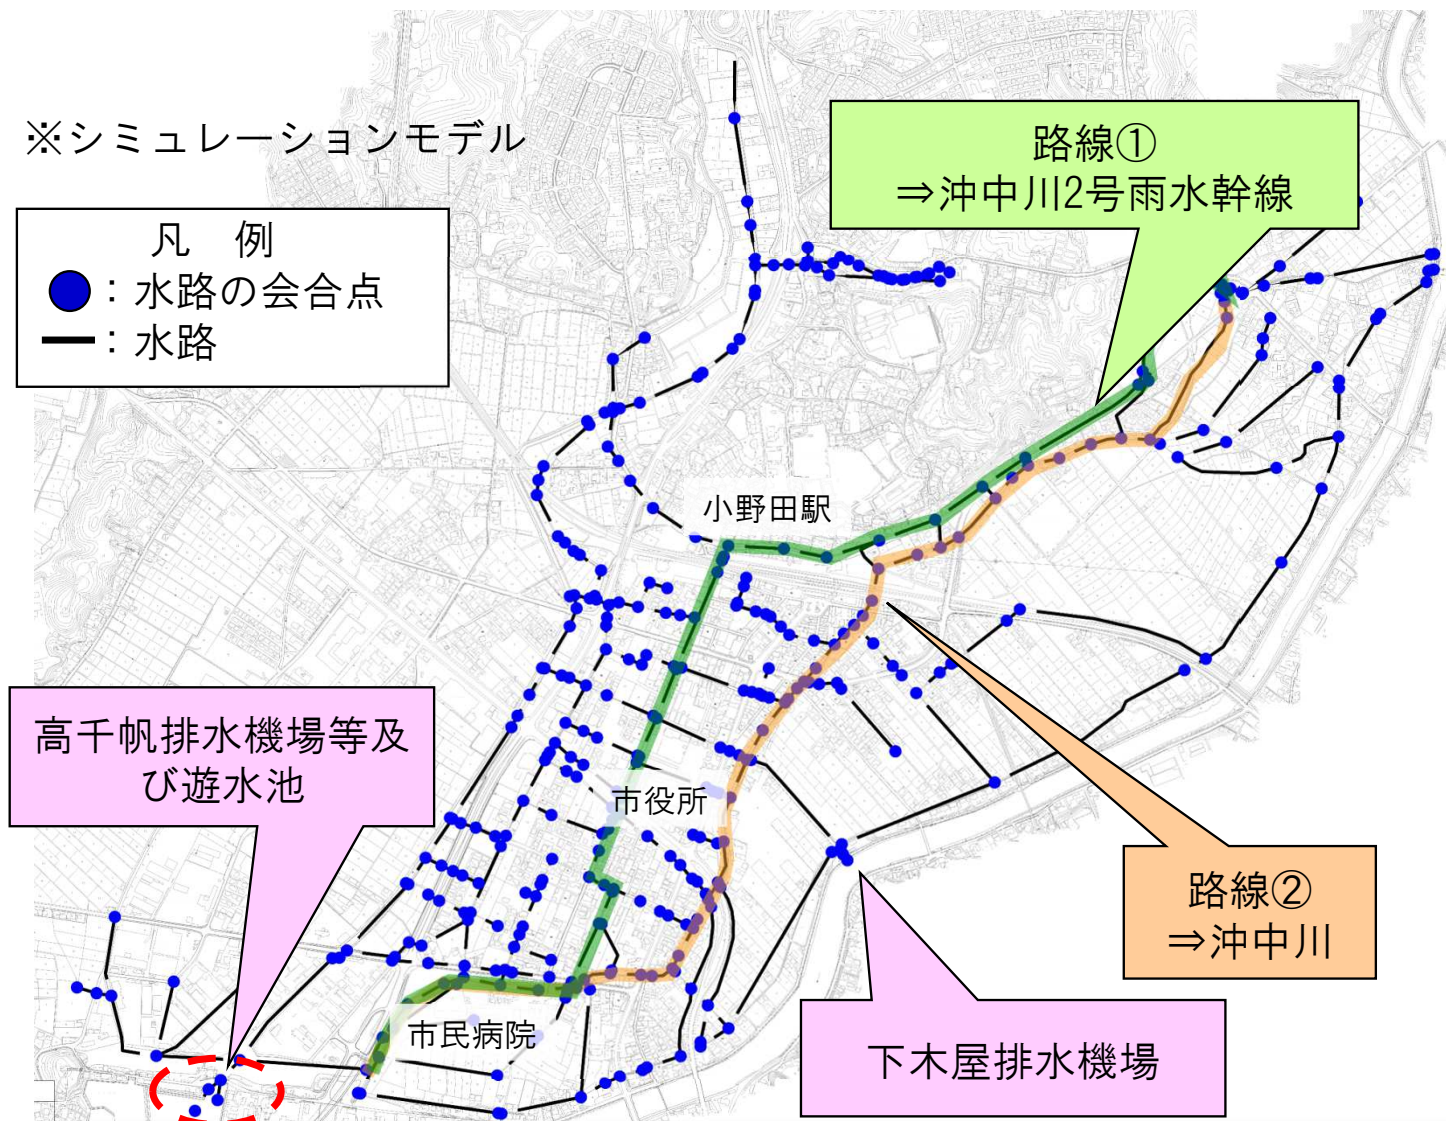 ※シミュレーションモデル
路線①
⇒沖中川2号雨水幹線
凡　例
：水路の会合点
：水路
小野田駅
高千帆排水機場等及
び遊水池
市役所
路線②
⇒沖中川
市民病院
下木屋排水機場